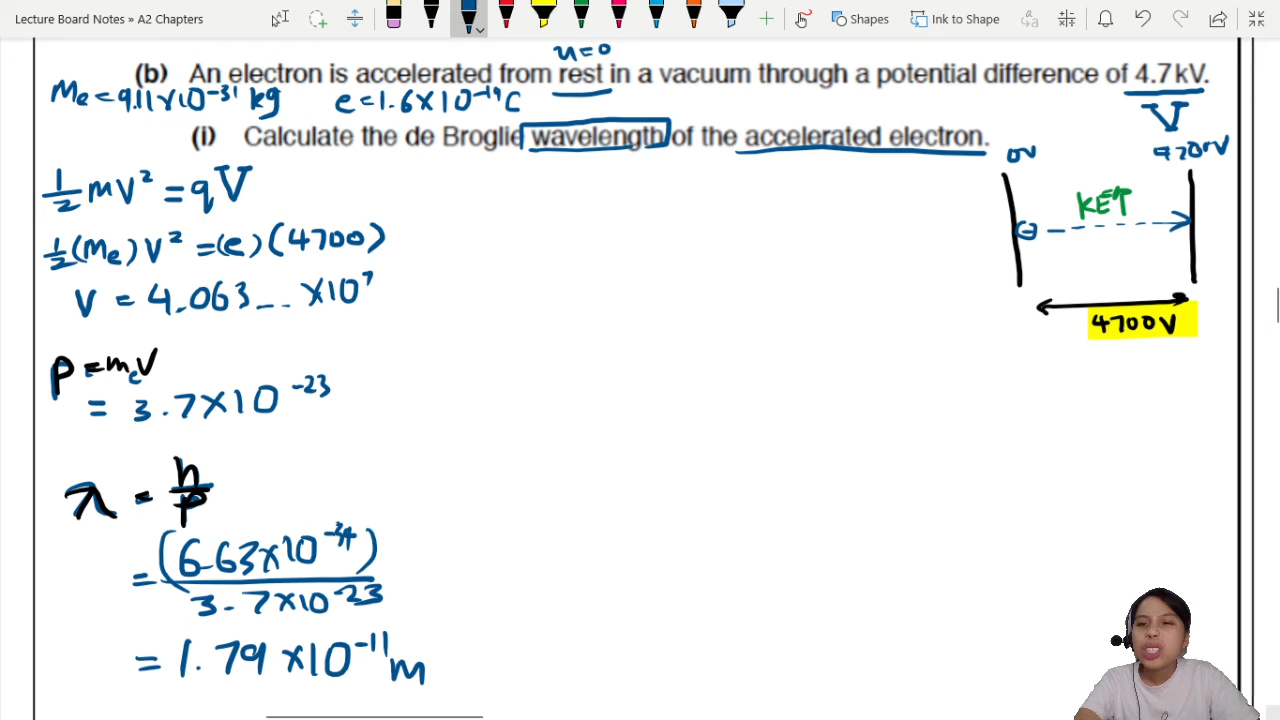 Lecture Board Notes » A2 Chapters
Shapes
Ink to Shape
u=0
(b) An electron is accelerated from rest in a vacuum through a potential difference of 4.7 kV.
Me = 9.11×10⁻³¹ kg e = 1.6×10⁻¹⁹C
V
(i) Calculate the de Broglie wavelength of the accelerated electron.
0V 4700V
½mv² = qV
KE↑
½(Me)v² = (e)(4700)
⊖
v = 4.063... ×10⁷
4700V
p = mₑv
= 3.7×10⁻²³
λ = h/p
= (6.63×10⁻³⁴)
3.7×10⁻²³
= 1.79×10⁻¹¹ m